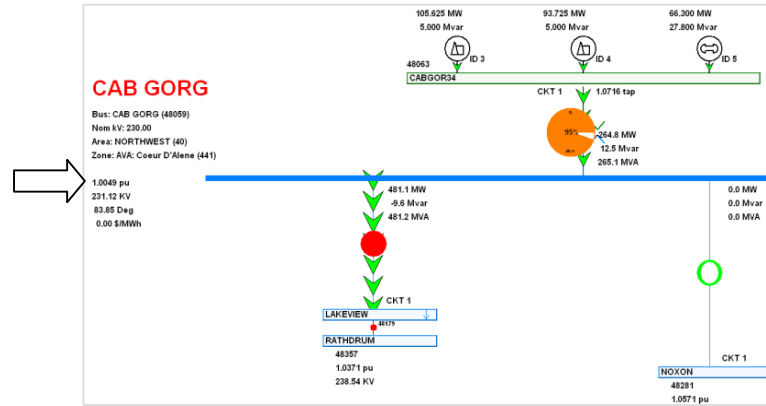 105.625 MW 93.725 MW 66.300 MW
5.000 Mvar 5.000 Mvar 27.800 Mvar
ID 3 ID 4 ID 5
48063
CABGOR34
CKT 1 1.0716 tap
CAB GORG
Bus: CAB GORG (48059)
Nom kV: 230.00
Area: NORTHWEST (40)
Zone: AVA: Coeur D'Alene (441)
95%
-264.8 MW
12.5 Mvar
265.1 MVA
1.0049 pu
231.12 KV
83.85 Deg
0.00 $/MWh
481.1 MW
-9.6 Mvar
481.2 MVA
0.0 MW
0.0 Mvar
0.0 MVA
CKT 1
LAKEVIEW
48179
RATHDRUM
48357
1.0371 pu
238.54 KV
CKT 1
NOXON
48281
1.0571 pu